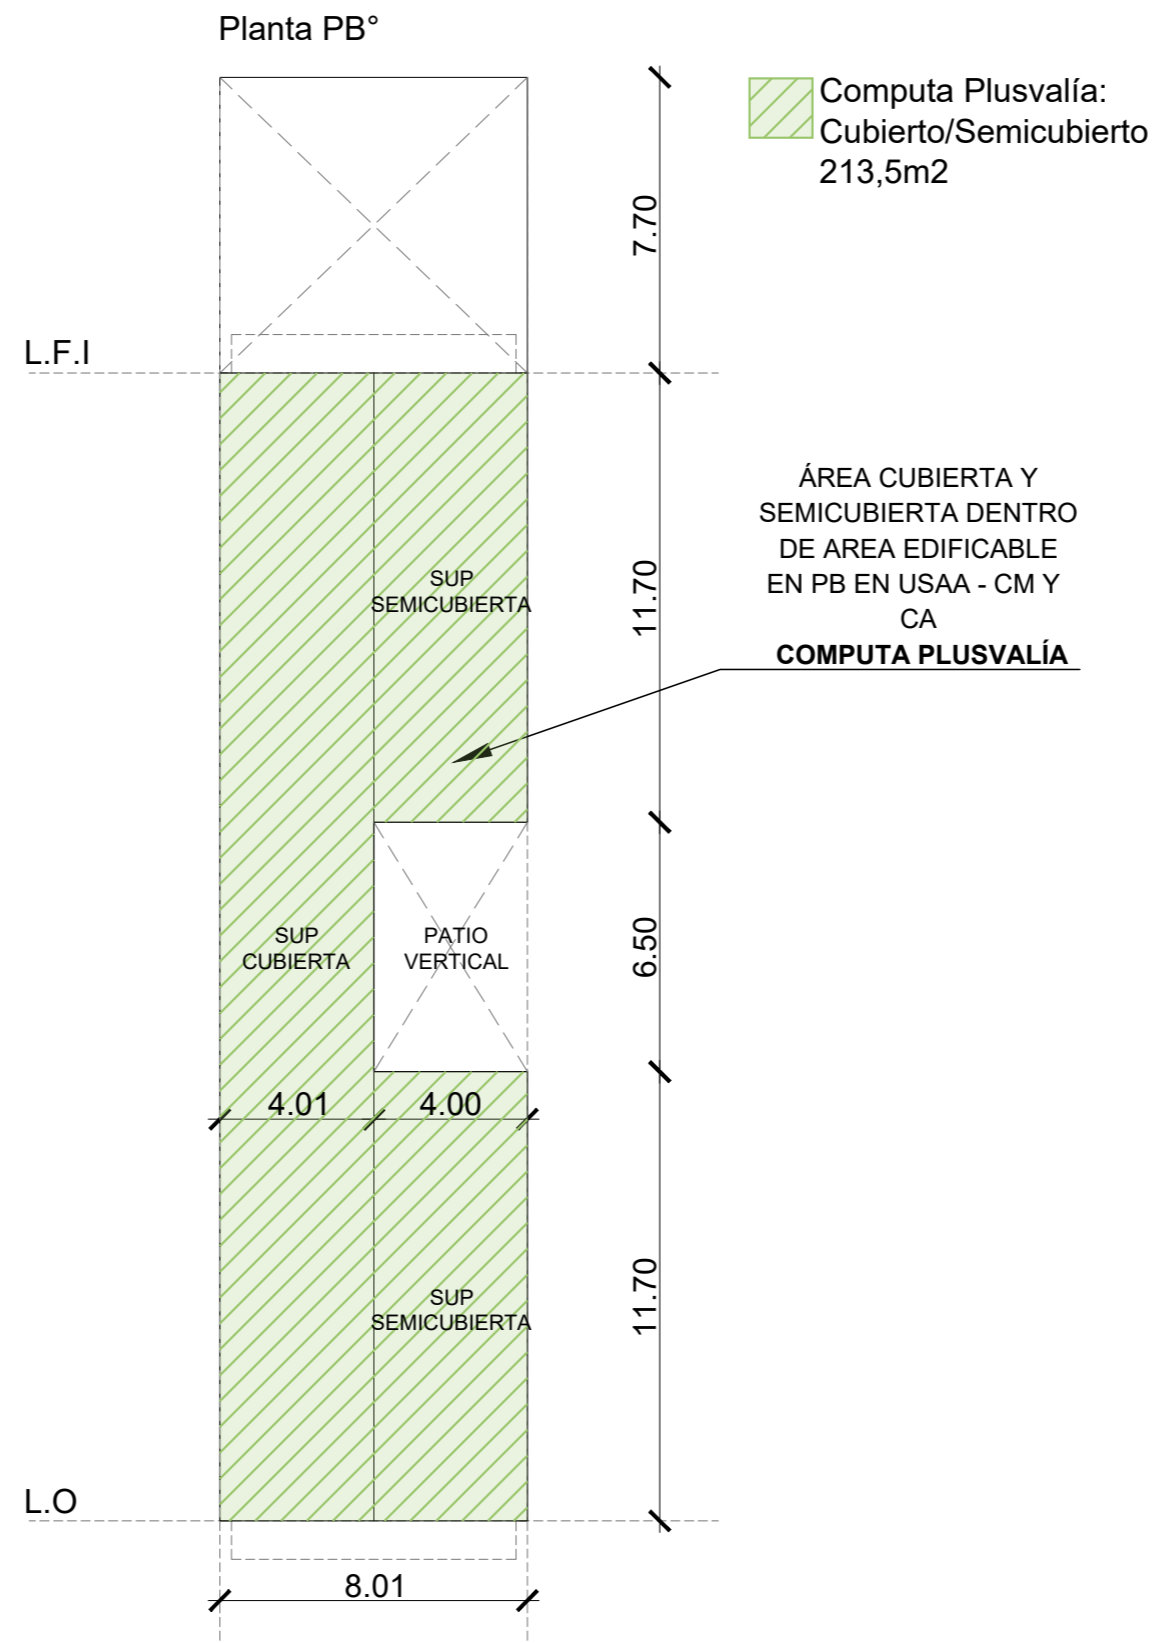 Planta PB°
Computa Plusvalía:
Cubierto/Semicubierto
213,5m2
7.70
L.F.I
ÁREA CUBIERTA Y
SEMICUBIERTA DENTRO
DE AREA EDIFICABLE
EN PB EN USAA - CM Y
CA
COMPUTA PLUSVALÍA
11.70
SUP
SEMICUBIERTA
SUP
CUBIERTA
PATIO
VERTICAL
6.50
4.01
4.00
SUP
SEMICUBIERTA
11.70
L.O
8.01